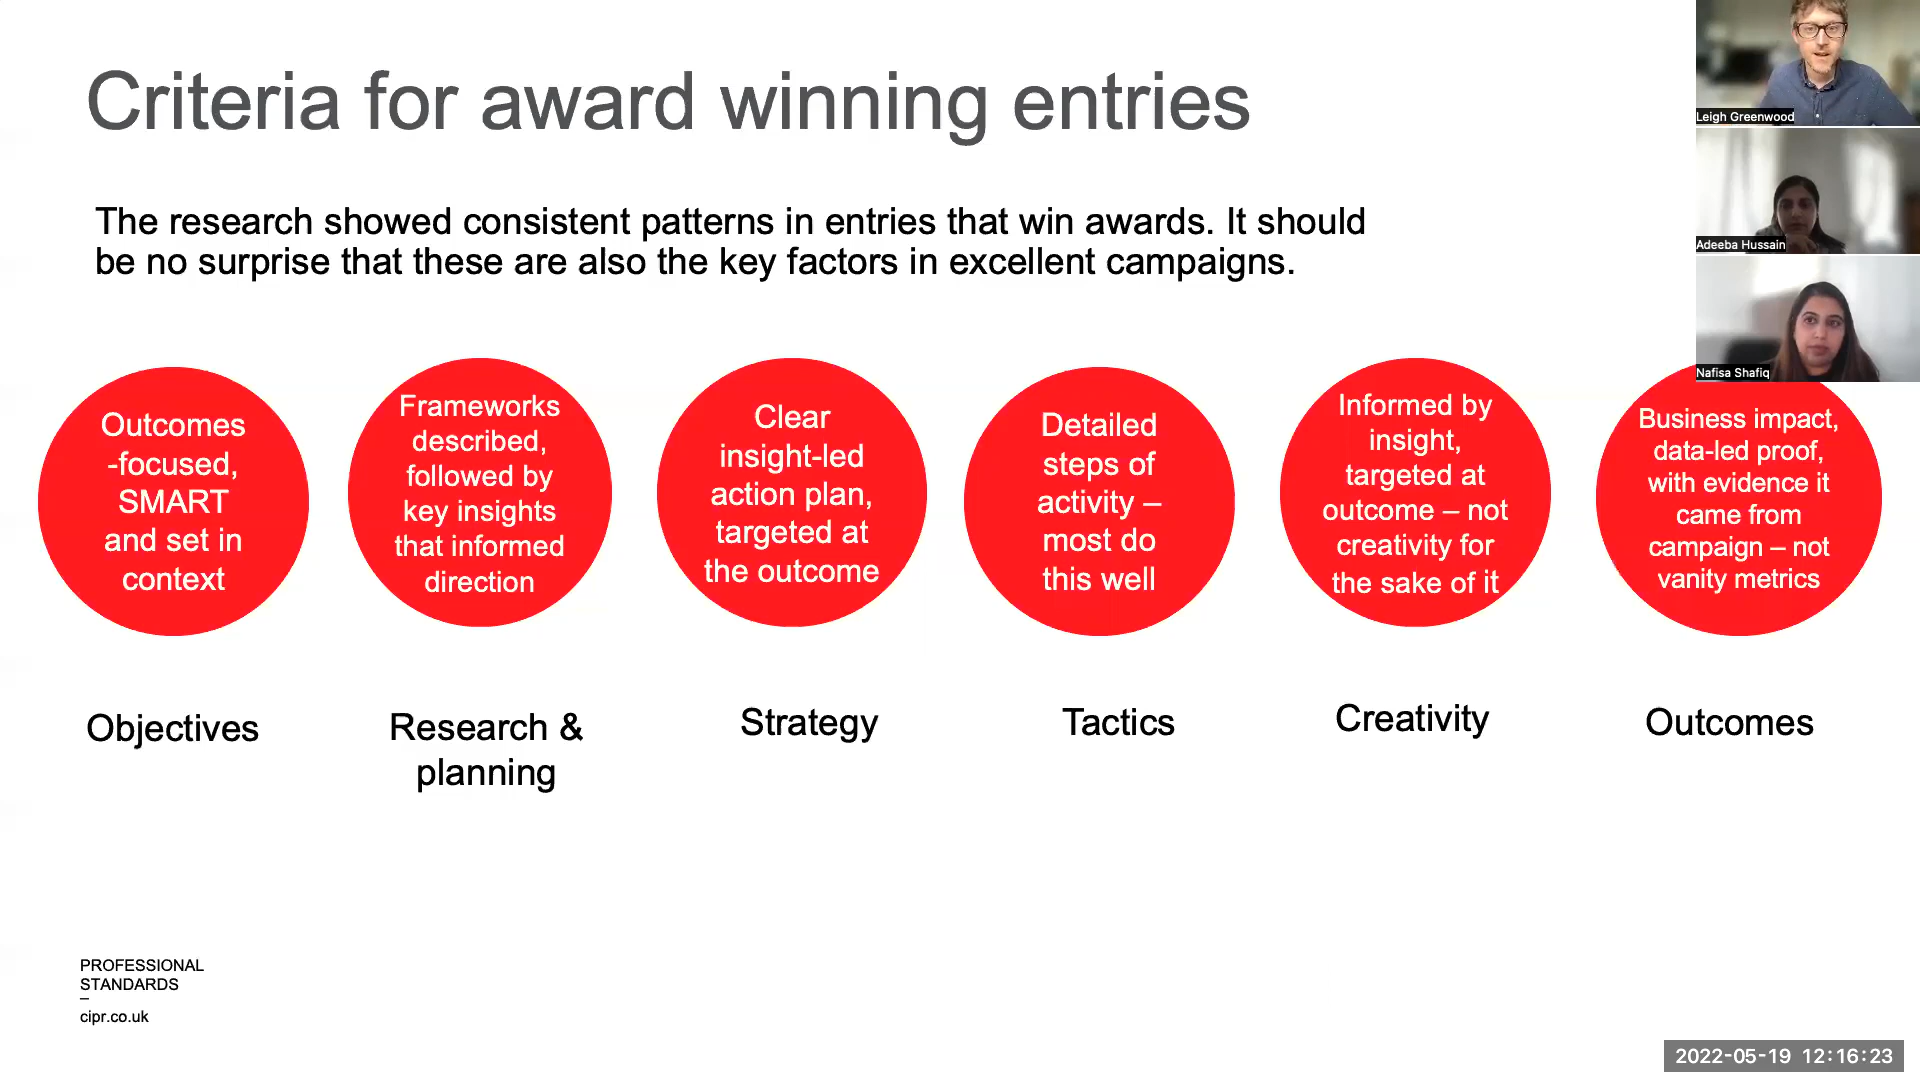 Criteria for award winning entries
The research showed consistent patterns in entries that win awards. It should
be no surprise that these are also the key factors in excellent campaigns.
Outcomes
-focused,
SMART
and set in
context
Frameworks
described,
followed by
key insights
that informed
direction
Clear
insight-led
action plan,
targeted at
the outcome
Detailed
steps of
activity –
most do
this well
Informed by
insight,
targeted at
outcome – not
creativity for
the sake of it
Business impact,
data-led proof,
with evidence it
came from
campaign – not
vanity metrics
Objectives
Research &
planning
Strategy
Tactics
Creativity
Outcomes
PROFESSIONAL
STANDARDS
–
cipr.co.uk
Leigh Greenwood
Adeeba Hussain
Nafisa Shafiq
2022-05-19 12:16:23